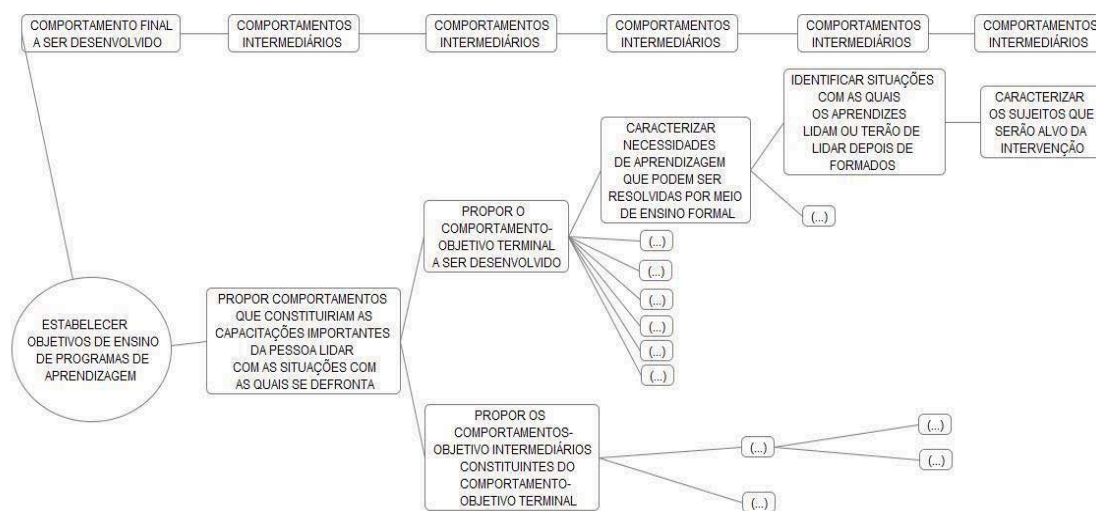 COMPORTAMENTO FINAL
A SER DESENVOLVIDO
COMPORTAMENTOS
INTERMEDIÁRIOS
COMPORTAMENTOS
INTERMEDIÁRIOS
COMPORTAMENTOS
INTERMEDIÁRIOS
COMPORTAMENTOS
INTERMEDIÁRIOS
COMPORTAMENTOS
INTERMEDIÁRIOS
ESTABELECER
OBJETIVOS DE ENSINO
DE PROGRAMAS DE
APRENDIZAGEM
PROPOR COMPORTAMENTOS
QUE CONSTITUIRIAM AS
CAPACITAÇÕES IMPORTANTES
DA PESSOA LIDAR
COM AS SITUAÇÕES COM
AS QUAIS SE DEFRONTA
PROPOR O
COMPORTAMENTO-
OBJETIVO TERMINAL
A SER DESENVOLVIDO
CARACTERIZAR
NECESSIDADES
DE APRENDIZAGEM
QUE PODEM SER
RESOLVIDAS POR MEIO
DE ENSINO FORMAL
IDENTIFICAR SITUAÇÕES
COM AS QUAIS
OS APRENDIZES
LIDAM OU TERÃO DE
LIDAR DEPOIS DE
FORMADOS
CARACTERIZAR
OS SUJEITOS QUE
SERÃO ALVO DA
INTERVENÇÃO
(...)
(...)
(...)
(...)
(...)
(...)
(...)
PROPOR OS
COMPORTAMENTOS-
OBJETIVO INTERMEDIÁRIOS
CONSTITUINTES DO
COMPORTAMENTO-
OBJETIVO TERMINAL
(...)
(...)
(...)
(...)